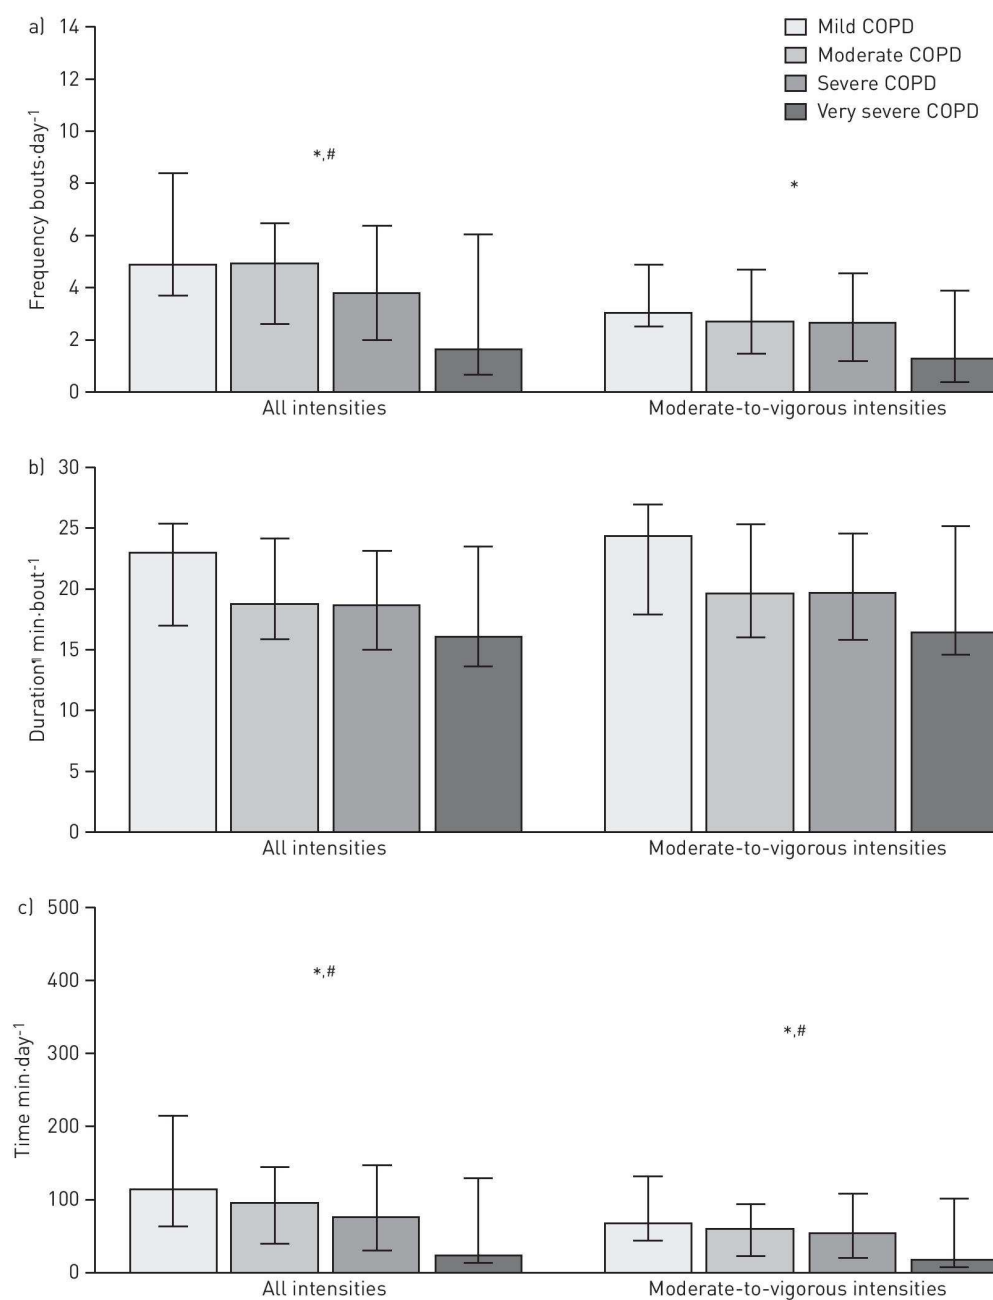 a)
Frequency bouts·day⁻¹
14
12
10
8
6
4
2
0
Mild COPD
Moderate COPD
Severe COPD
Very severe COPD
*,#
*
All intensities
Moderate-to-vigorous intensities
b)
Duration¶ min·bout⁻¹
30
25
20
15
10
5
0
All intensities
Moderate-to-vigorous intensities
c)
Time min·day⁻¹
500
400
300
200
100
0
*,#
*,#
All intensities
Moderate-to-vigorous intensities